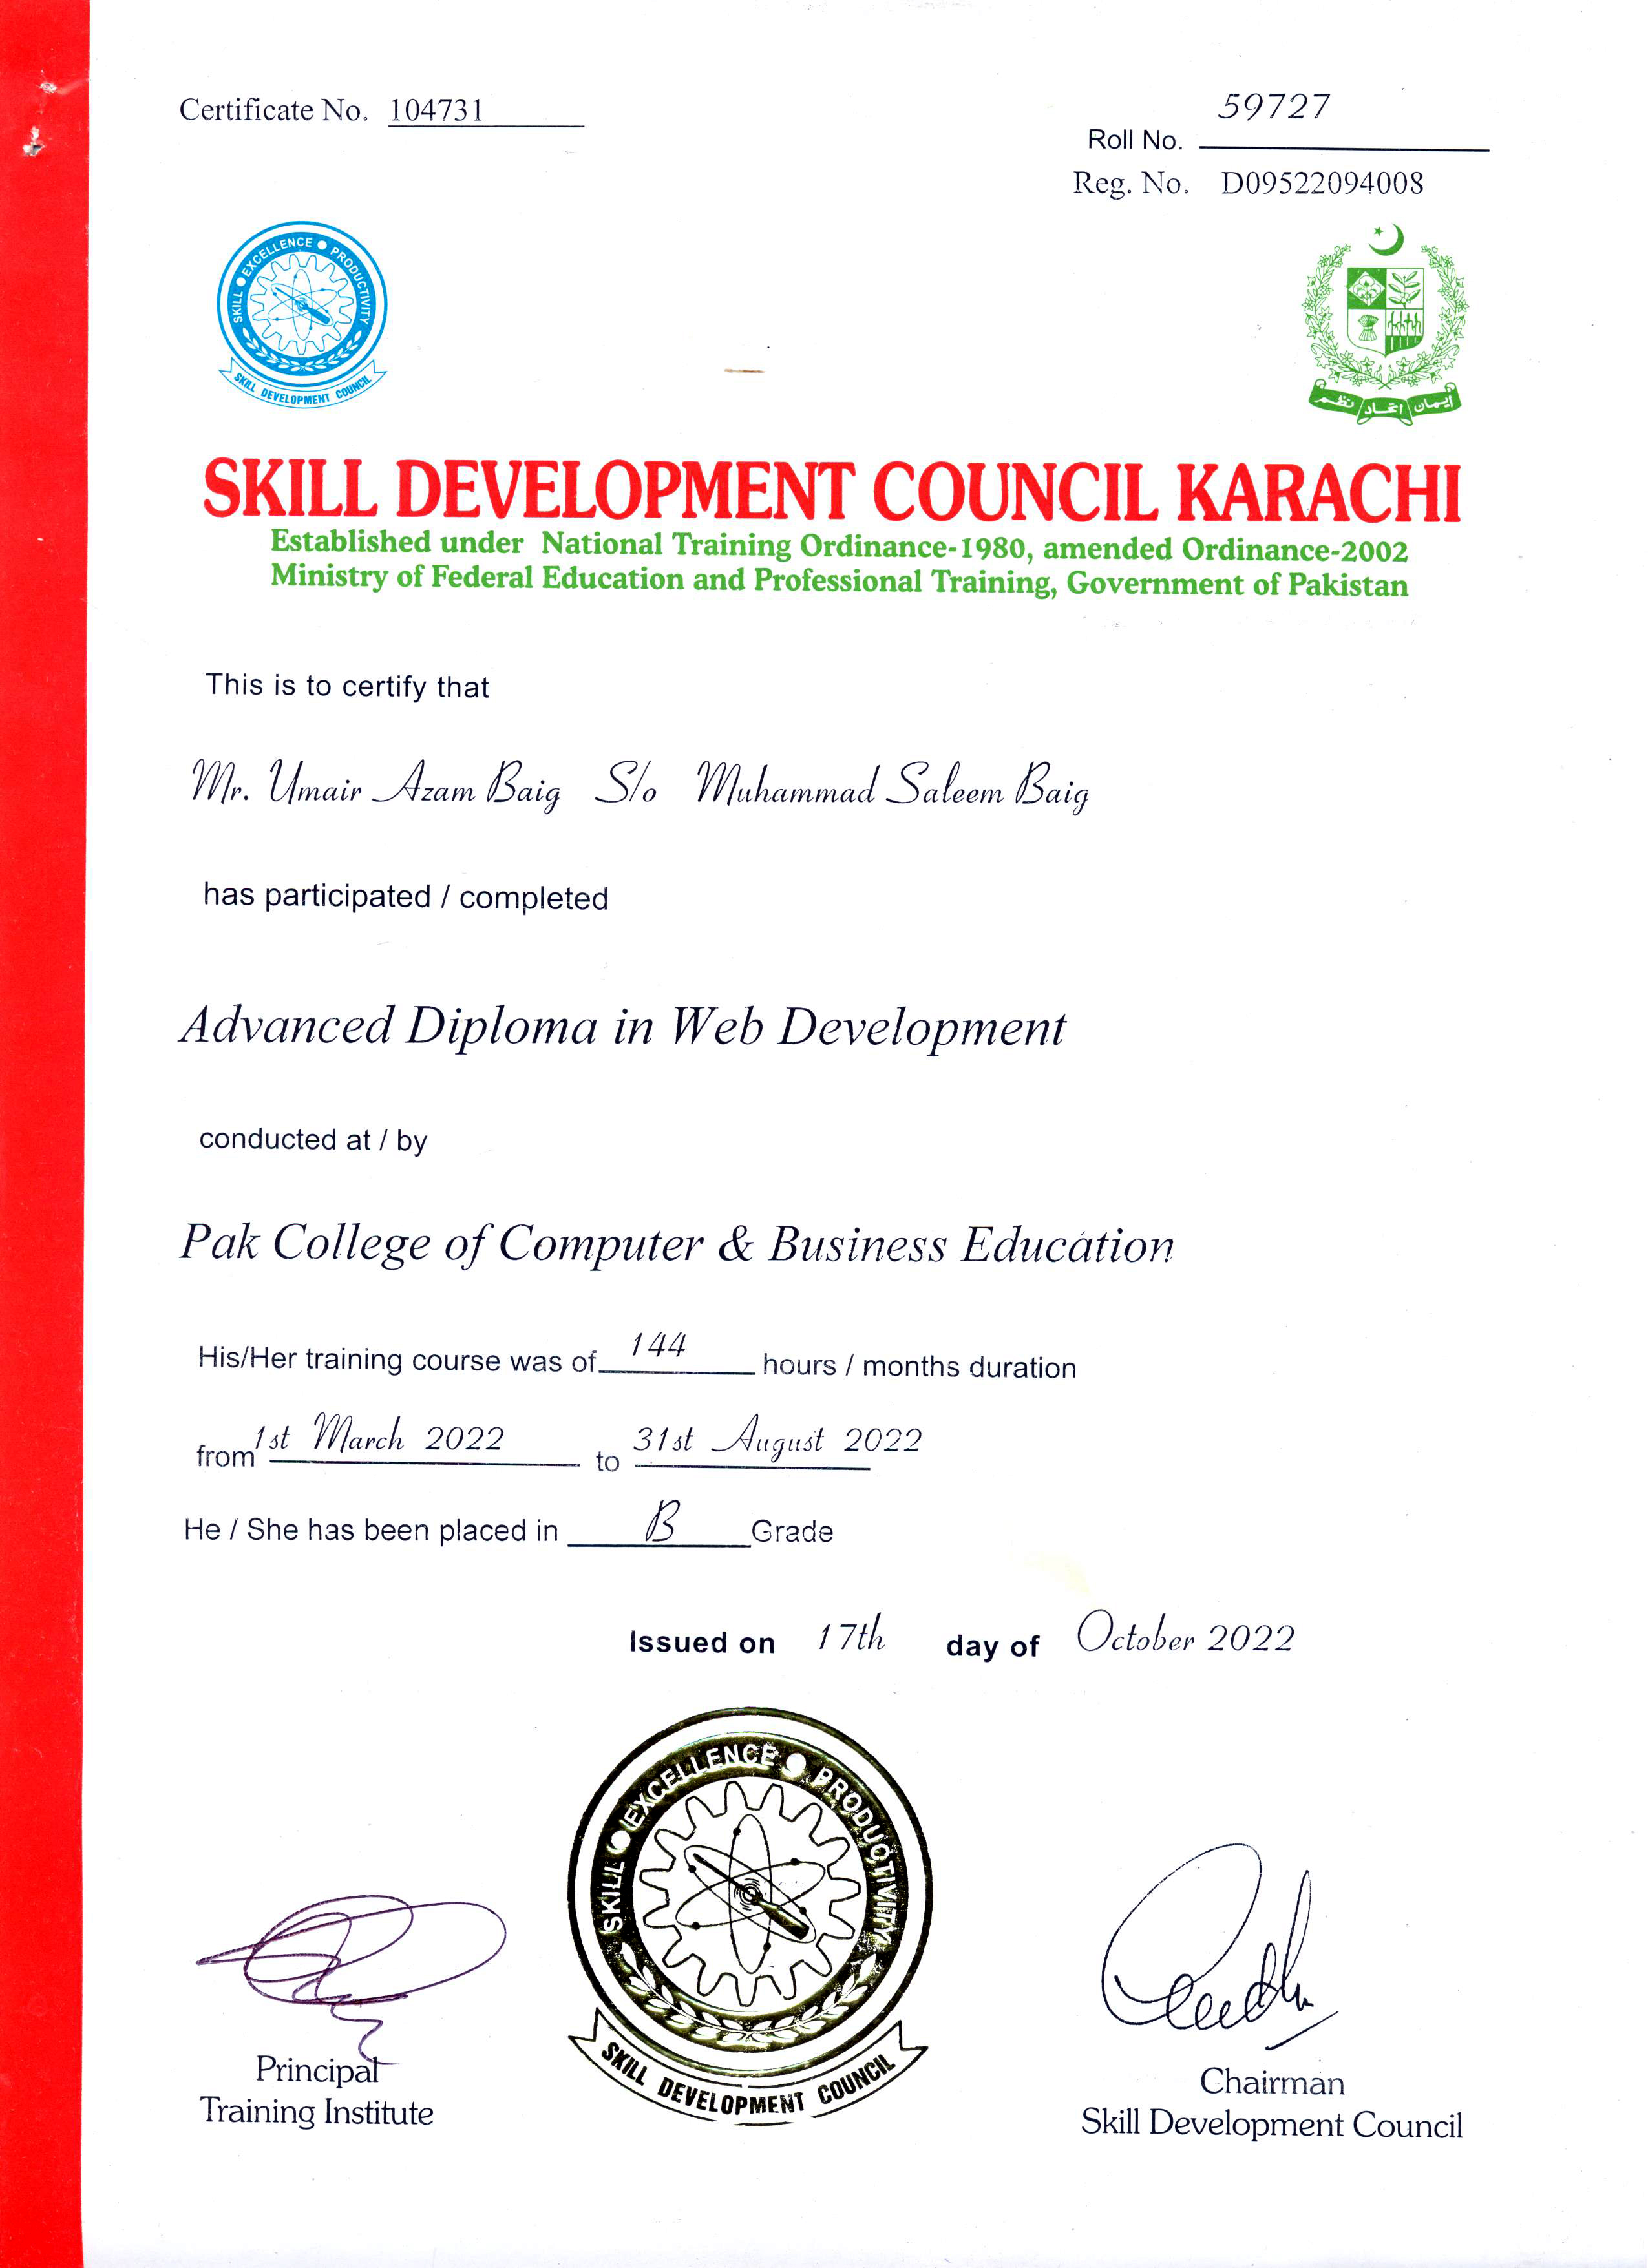 Certificate No. 104731
59727
Roll No.
Reg. No. D09522094008
SKILL ● EXCELLENCE ● PRODUCTIVITY
SKILL DEVELOPMENT COUNCIL
ایمان اتحاد نظم
SKILL DEVELOPMENT COUNCIL KARACHI
Established under National Training Ordinance-1980, amended Ordinance-2002
Ministry of Federal Education and Professional Training, Government of Pakistan
This is to certify that
Mr. Umair Azam Baig S/o Muhammad Saleem Baig
has participated / completed
Advanced Diploma in Web Development
conducted at / by
Pak College of Computer & Business Education
His/Her training course was of 144 hours / months duration
from 1st March 2022 to 31st August 2022
He / She has been placed in B Grade
Issued on 17th day of October 2022
SKILL ● EXCELLENCE ● PRODUCTIVITY
SKILL DEVELOPMENT COUNCIL
Principal
Training Institute
Chairman
Skill Development Council